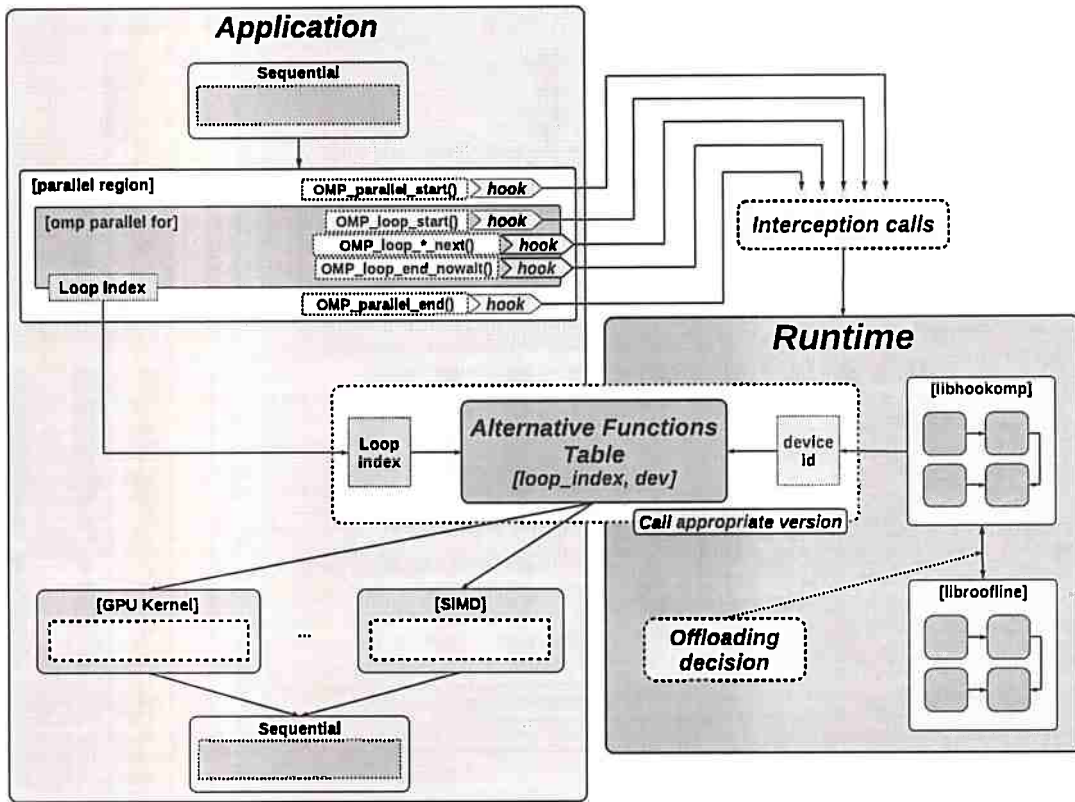 Application
Sequential
[parallel region]
OMP_parallel_start() hook
[omp parallel for]
OMP_loop_start() hook
OMP_loop_*_next() hook
OMP_loop_end_nowait() hook
Loop Index
OMP_parallel_end() hook
Interception calls
Runtime
[libhookomp]
Loop
index
Alternative Functions
Table
[loop_index, dev]
device
id
Call appropriate version
[GPU Kernel]
...
[SIMD]
Offloading
decision
[libroofline]
Sequential